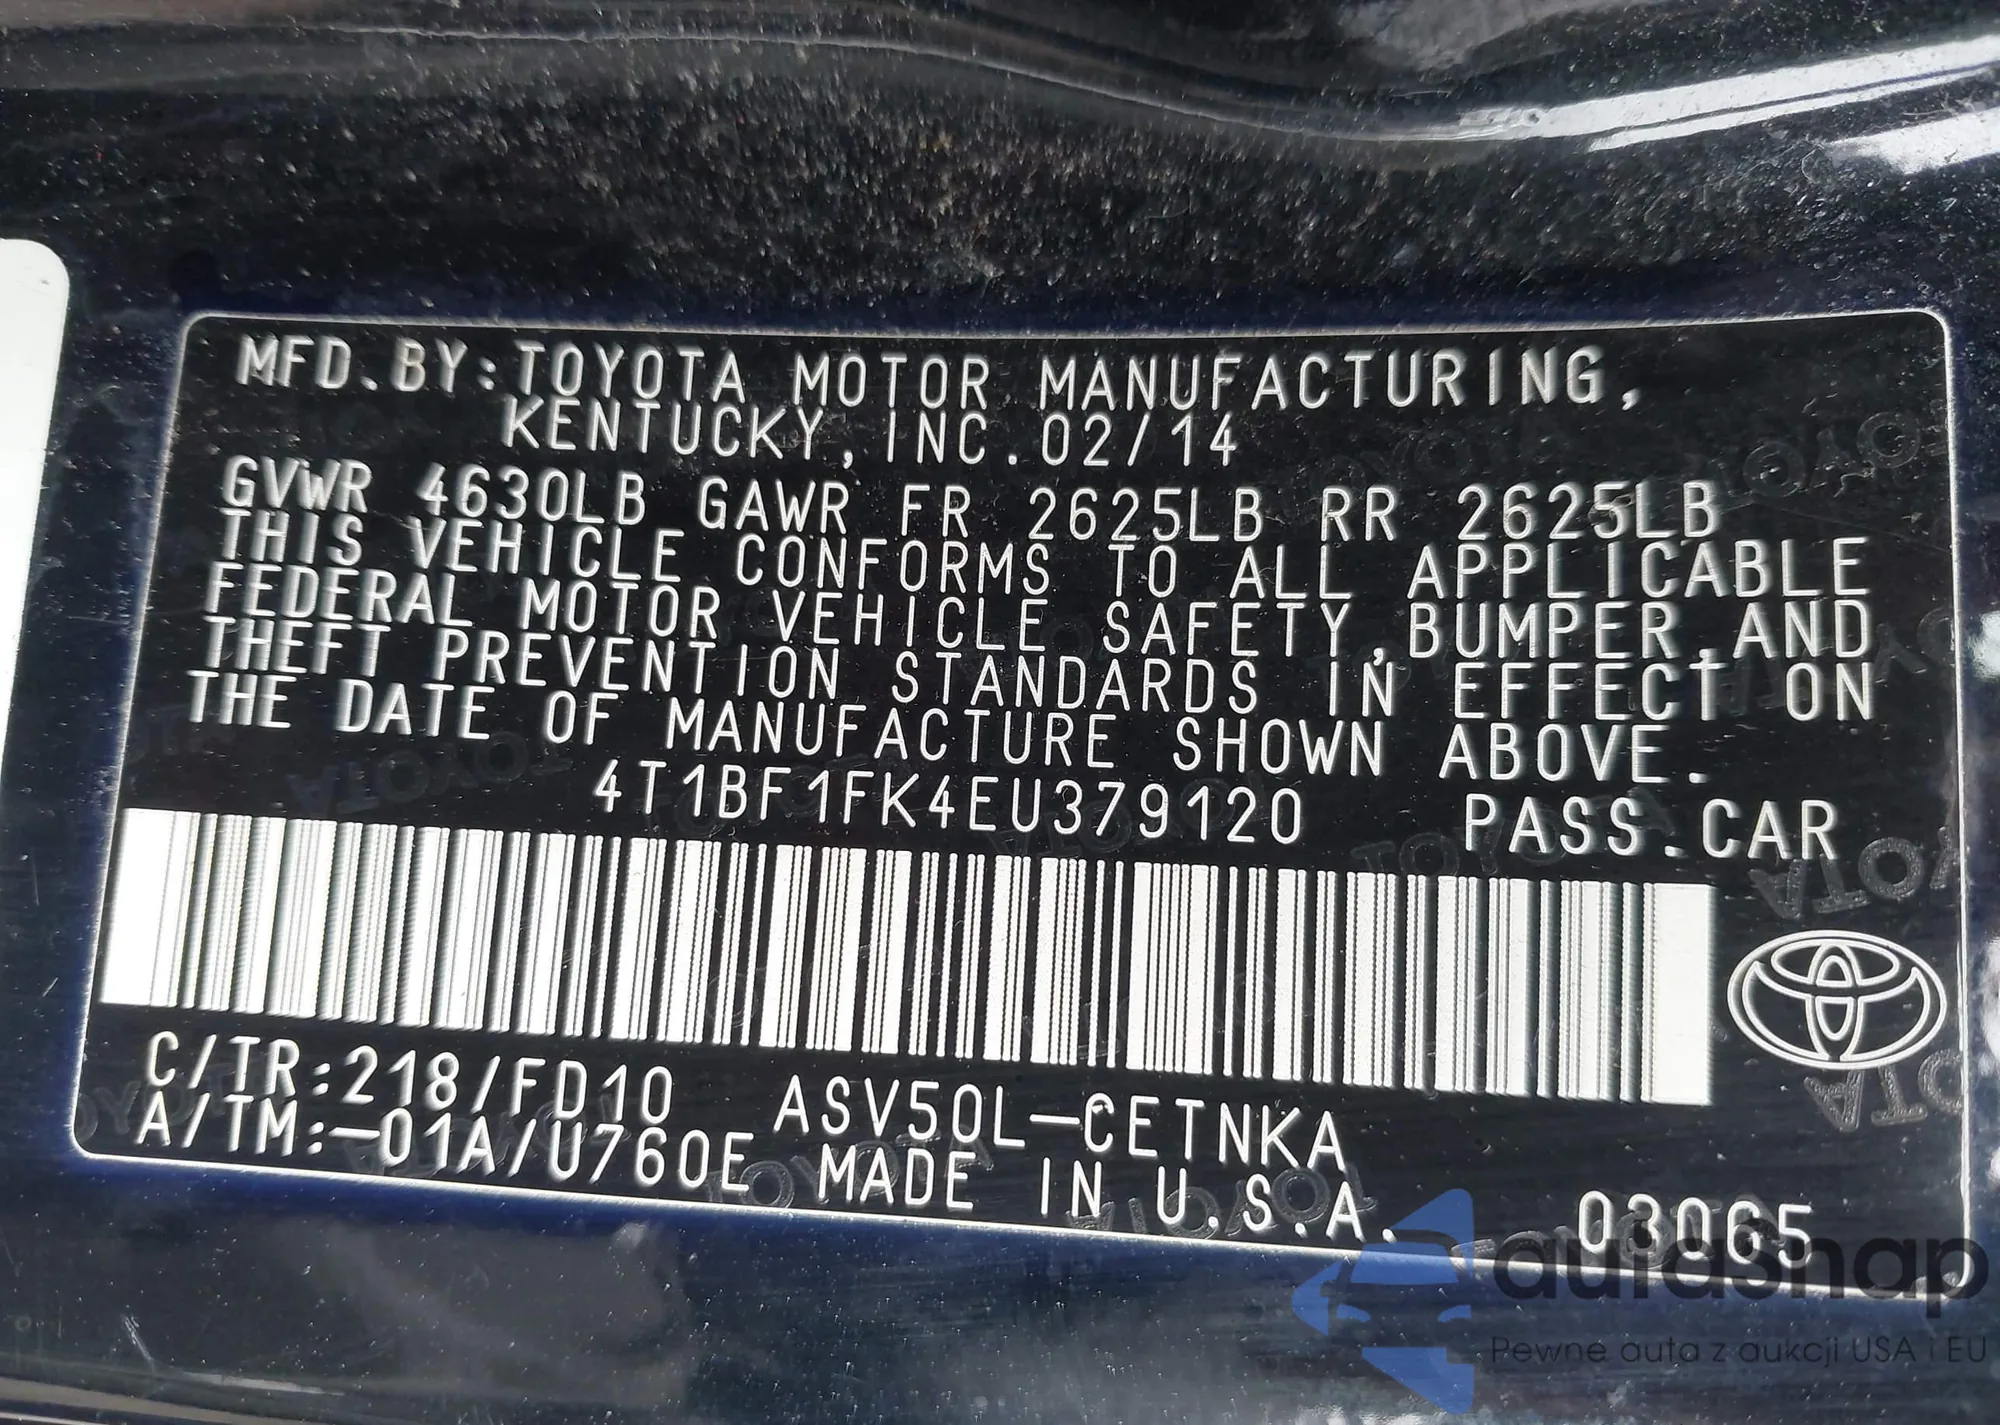 MFD.BY:TOYOTA MOTOR MANUFACTURING,
KENTUCKY, INC.02/14
GVWR 4630LB GAWR FR 2625LB RR 2625LB
THIS VEHICLE CONFORMS TO ALL APPLICABLE
FEDERAL MOTOR VEHICLE SAFETY,BUMPER,AND
THEFT PREVENTION STANDARDS IN EFFECT ON
THE DATE OF MANUFACTURE SHOWN ABOVE.
4T1BF1FK4EU379120 PASS.CAR
C/TR:218/FD10 ASV50L-CETNKA
A/TM:-01A/U760E MADE IN U.S.A. 03065
autasnap
Pewne auta z aukcji USA i EU